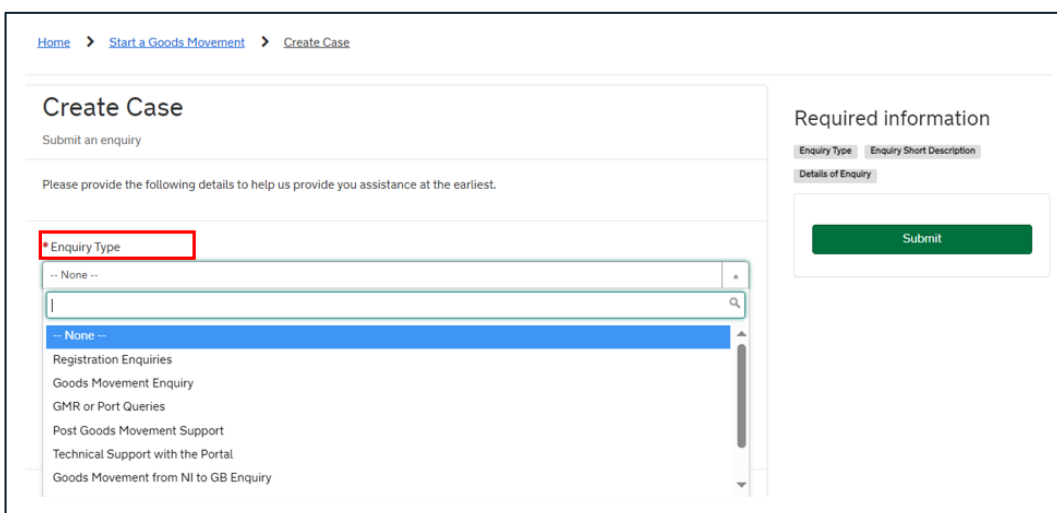 Home > Start a Goods Movement > Create Case
Create Case
Submit an enquiry
Please provide the following details to help us provide you assistance at the earliest.
* Enquiry Type
-- None --
-- None --
Registration Enquiries
Goods Movement Enquiry
GMR or Port Queries
Post Goods Movement Support
Technical Support with the Portal
Goods Movement from NI to GB Enquiry
Required information
Enquiry Type Enquiry Short Description
Details of Enquiry
Submit